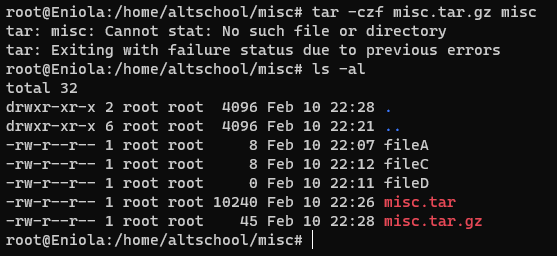 root@Eniola:/home/altschool/misc# tar -czf misc.tar.gz misc
tar: misc: Cannot stat: No such file or directory
tar: Exiting with failure status due to previous errors
root@Eniola:/home/altschool/misc# ls -al
total 32
drwxr-xr-x 2 root root  4096 Feb 10 22:28 .
drwxr-xr-x 6 root root  4096 Feb 10 22:21 ..
-rw-r--r-- 1 root root     8 Feb 10 22:07 fileA
-rw-r--r-- 1 root root     8 Feb 10 22:12 fileC
-rw-r--r-- 1 root root     0 Feb 10 22:11 fileD
-rw-r--r-- 1 root root 10240 Feb 10 22:26 misc.tar
-rw-r--r-- 1 root root    45 Feb 10 22:28 misc.tar.gz
root@Eniola:/home/altschool/misc#